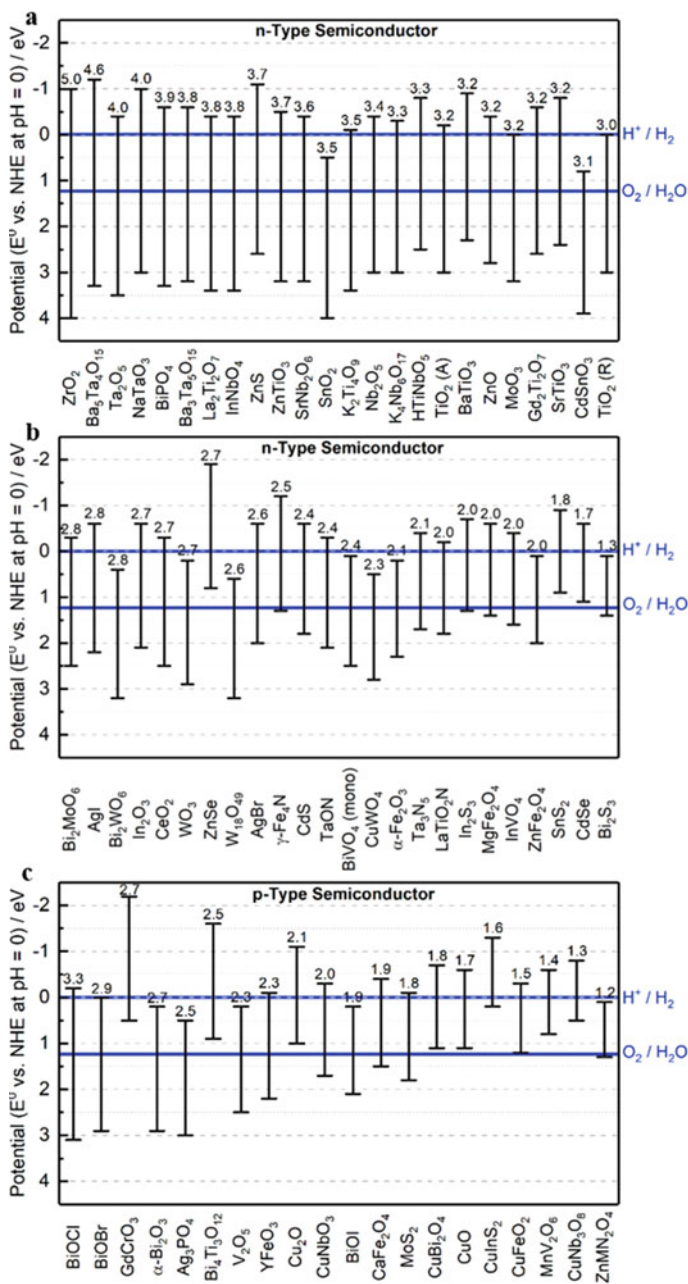 a
n-Type Semiconductor
Potential (E⁰ vs. NHE at pH = 0) / eV
-2
-1
0
1
2
3
4
5.0 4.6 4.0 4.0 3.9 3.8 3.8 3.8 3.7 3.7 3.6 3.5 3.5 3.4 3.3 3.3 3.2 3.2 3.2 3.2 3.2 3.2 3.1 3.0
H⁺ / H₂
O₂ / H₂O
ZrO₂
Ba₅Ta₄O₁₅
Ta₂O₅
NaTaO₃
BiPO₄
Ba₃Ta₅O₁₅
La₂Ti₂O₇
InNbO₄
ZnS
ZnTiO₃
SrNb₂O₆
SnO₂
K₂Ti₄O₉
Nb₂O₅
K₄Nb₆O₁₇
HTiNbO₅
TiO₂ (A)
BaTiO₃
ZnO
MoO₃
Gd₂Ti₂O₇
SrTiO₃
CdSnO₃
TiO₂ (R)
b
n-Type Semiconductor
Potential (E⁰ vs. NHE at pH = 0) / eV
-2
-1
0
1
2
3
4
2.8 2.8 2.8 2.7 2.7 2.7 2.7 2.6 2.6 2.5 2.4 2.4 2.4 2.3 2.1 2.1 2.0 2.0 2.0 2.0 2.0 1.8 1.7 1.3
H⁺ / H₂
O₂ / H₂O
Bi₂MoO₆
AgI
Bi₂WO₆
In₂O₃
CeO₂
WO₃
ZnSe
W₁₈O₄₉
AgBr
γ-Fe₄N
CdS
TaON
BiVO₄ (mono)
CuWO₄
α-Fe₂O₃
Ta₃N₅
LaTiO₂N
In₂S₃
MgFe₂O₄
InVO₄
ZnFe₂O₄
SnS₂
CdSe
Bi₂S₃
c
p-Type Semiconductor
Potential (E⁰ vs. NHE at pH = 0) / eV
-2
-1
0
1
2
3
4
3.3 2.9 2.7 2.7 2.5 2.5 2.3 2.3 2.1 2.0 1.9 1.9 1.8 1.8 1.7 1.6 1.5 1.4 1.3 1.2
H⁺ / H₂
O₂ / H₂O
BiOCl
BiOBr
GdCrO₃
α-Bi₂O₃
Ag₃PO₄
Bi₄Ti₃O₁₂
V₂O₅
YFeO₃
Cu₂O
CuNbO₃
BiOI
CaFe₂O₄
MoS₂
CuBi₂O₄
CuO
CuInS₂
CuFeO₂
MnV₂O₆
CuNb₃O₈
ZnMN₂O₄